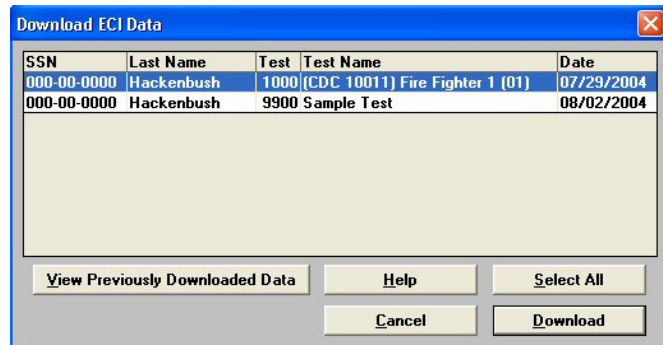 Download ECI Data
SSN Last Name Test Test Name Date
000-00-0000 Hackenbush 1000 (CDC 10011) Fire Fighter 1 (01) 07/29/2004
000-00-0000 Hackenbush 9900 Sample Test 08/02/2004
View Previously Downloaded Data Help Select All
Cancel Download